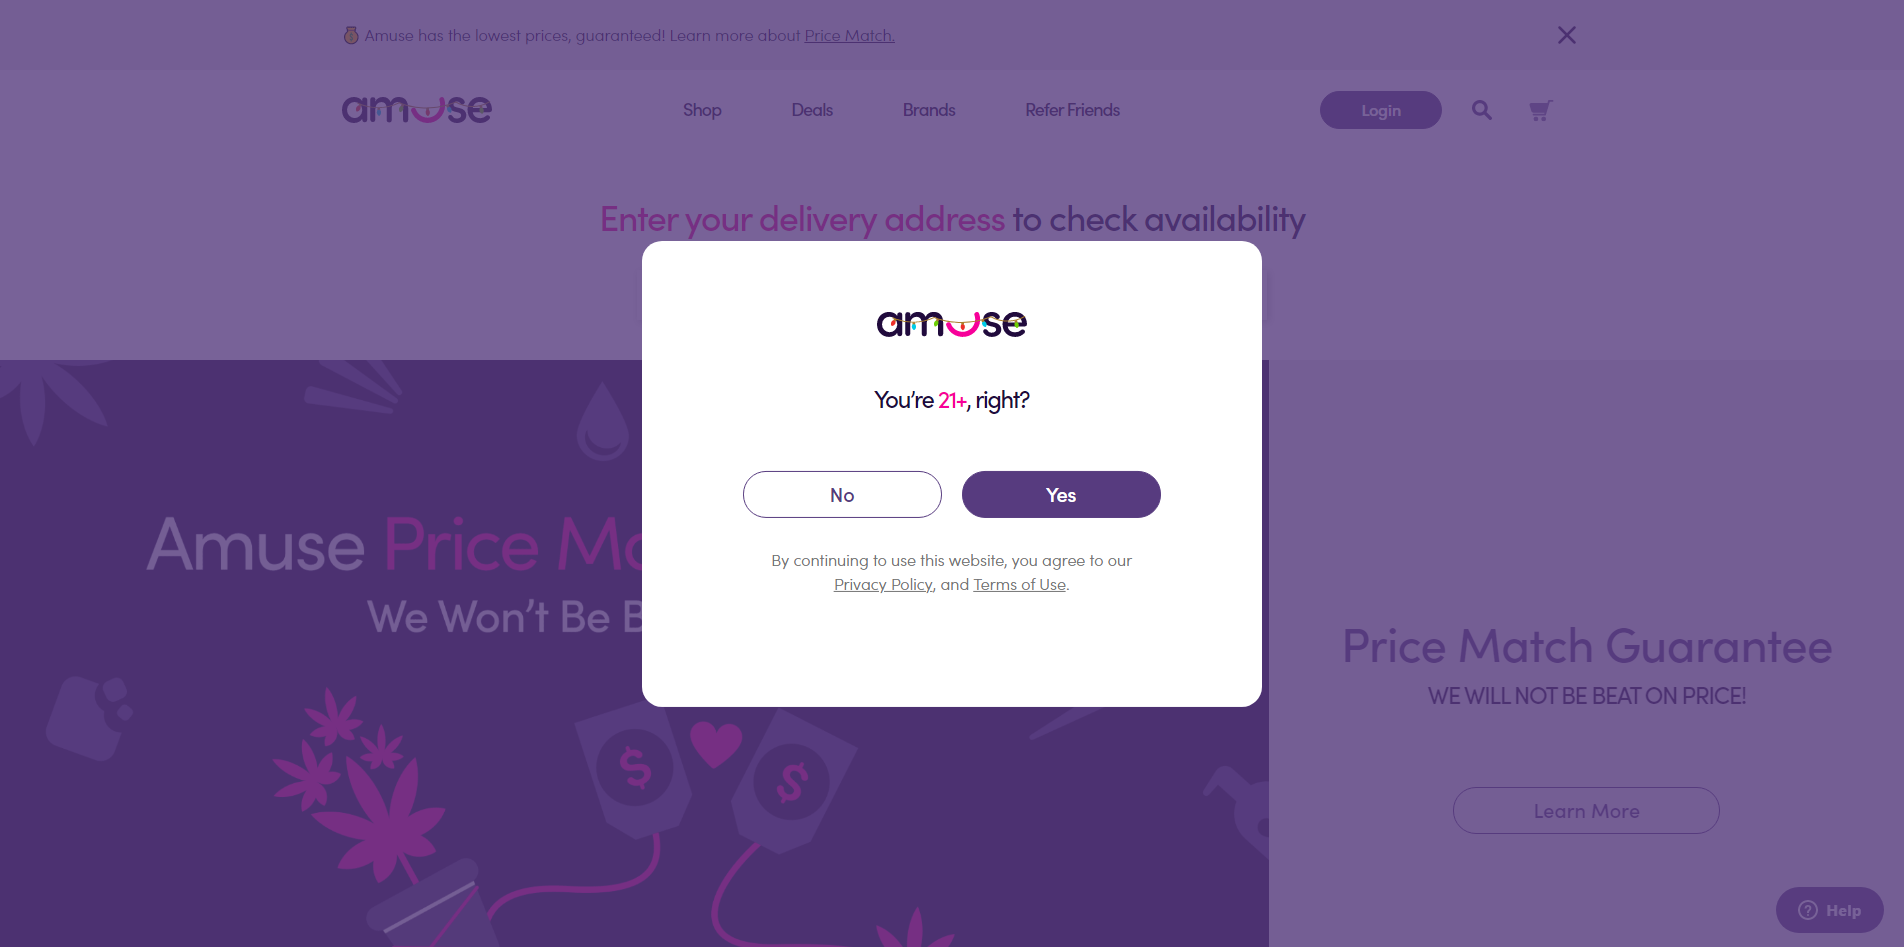 Amuse has the lowest prices, guaranteed! Learn more about Price Match.
amuse
Shop
Deals
Brands
Refer Friends
Login
Enter your delivery address to check availability
amuse
You're 21+, right?
No
Yes
By continuing to use this website, you agree to our
Privacy Policy, and Terms of Use.
Amuse Price
We Won't Be
Price Match Guarantee
WE WILL NOT BE BEAT ON PRICE!
Learn More
$
$
Help